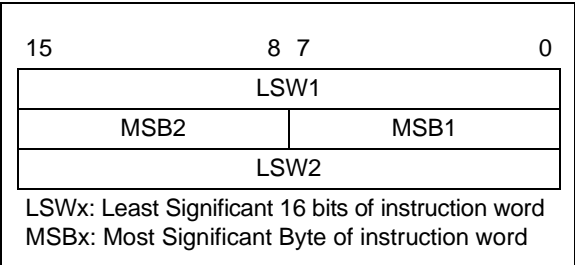 15 8 7 0
LSW1
MSB2 MSB1
LSW2
LSWx: Least Significant 16 bits of instruction word
MSBx: Most Significant Byte of instruction word